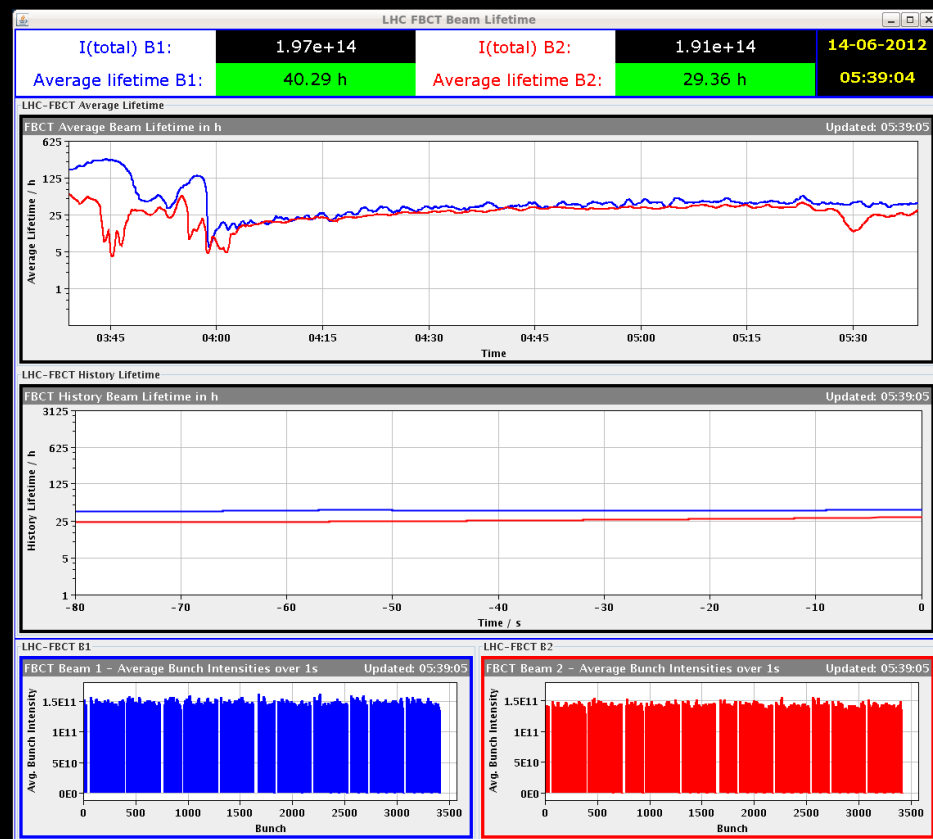 LHC FBCT Beam Lifetime
I(total) B1: 1.97e+14 I(total) B2: 1.91e+14 14-06-2012
Average lifetime B1: 40.29 h Average lifetime B2: 29.36 h 05:39:04
LHC-FBCT Average Lifetime
FBCT Average Beam Lifetime in h Updated: 05:39:05
625
125
25
5
1
Average Lifetime / h
03:45 04:00 04:15 04:30 04:45 05:00 05:15 05:30
Time
LHC-FBCT History Lifetime
FBCT History Beam Lifetime in h Updated: 05:39:05
3125
625
125
25
5
1
History Lifetime / h
-80 -70 -60 -50 -40 -30 -20 -10 0
Time / s
LHC-FBCT B1
FBCT Beam 1 - Average Bunch Intensities over 1s Updated: 05:39:05
1.5E11
1E11
5E10
0E0
Avg. Bunch Intensity
0 500 1000 1500 2000 2500 3000 3500
Bunch
LHC-FBCT B2
FBCT Beam 2 - Average Bunch Intensities over 1s Updated: 05:39:05
1.5E11
1E11
5E10
0E0
Avg. Bunch Intensity
0 500 1000 1500 2000 2500 3000 3500
Bunch